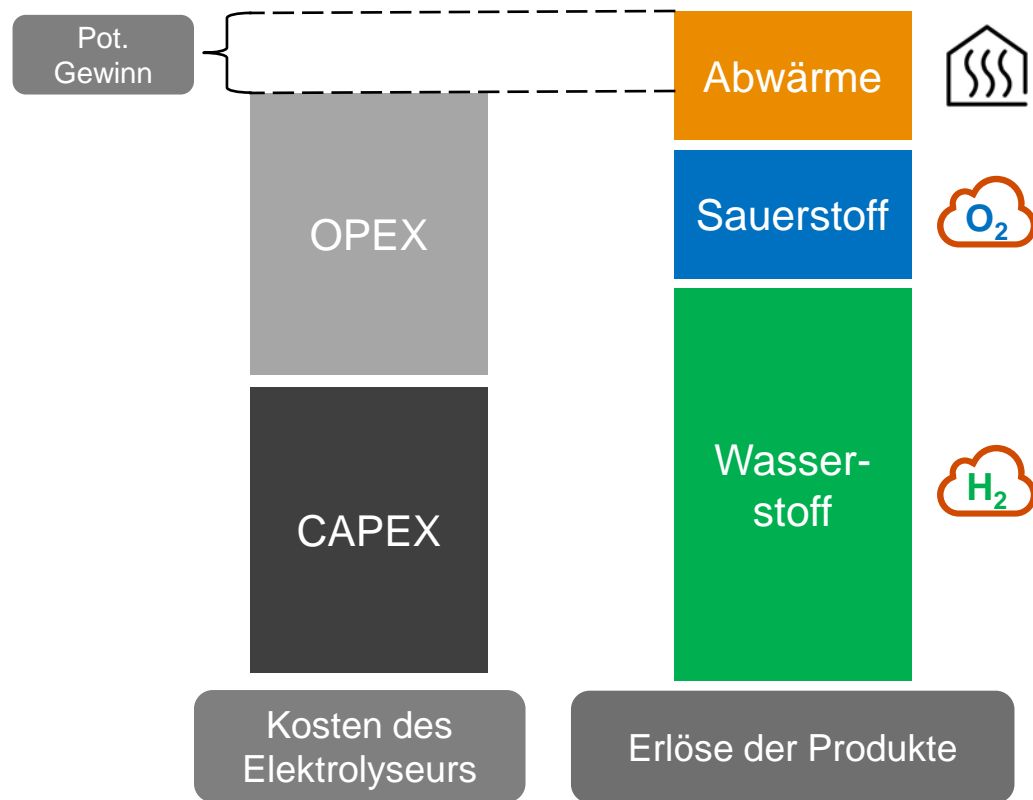 Pot.
Gewinn
Abwärme
OPEX
Sauerstoff
O2
CAPEX
Wasser-
stoff
H2
Kosten des
Elektrolyseurs
Erlöse der Produkte